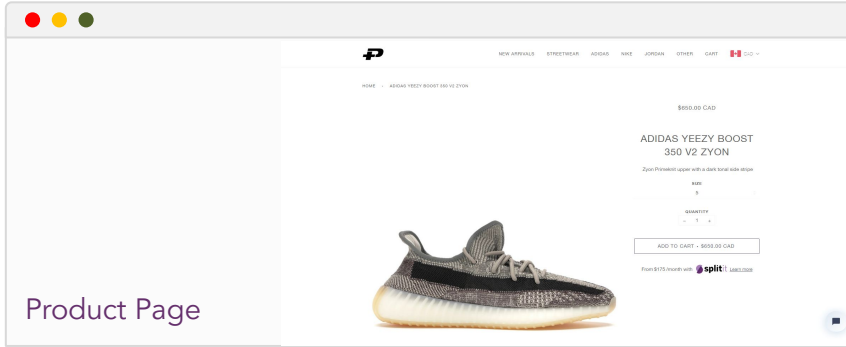 NEW ARRIVALS STREETWEAR ADIDAS NIKE JORDAN OTHER CART CAD
HOME › ADIDAS YEEZY BOOST 350 V2 ZYON
$650.00 CAD
ADIDAS YEEZY BOOST
350 V2 ZYON
Zyon Primeknit upper with a dark tonal side stripe
SIZE
5
QUANTITY
- 1 +
ADD TO CART • $650.00 CAD
From $175 /month with splitit Learn more
Product Page